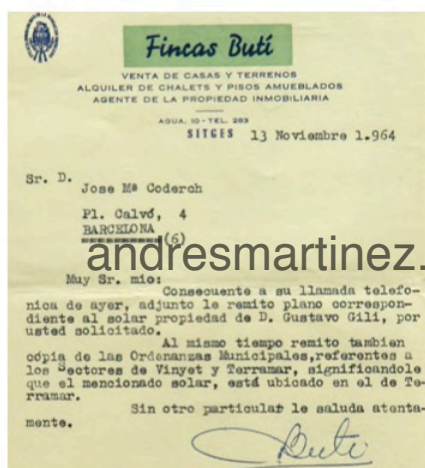 Fincas Butí
VENTA DE CASAS Y TERRENOS
ALQUILER DE CHALETS Y PISOS AMUEBLADOS
AGENTE DE LA PROPIEDAD INMOBILIARIA
AGUA, 10 - TEL. 283
SITGES 13 Noviembre 1.964
Sr. D.
Jose Mª Coderch
Pl. Calvó, 4
BARCELONA
(6)
andresmartinez.
Muy Sr. mio:
Consecuente a su llamada telefo-
nica de ayer, adjunto le remito plano correspon-
diente al solar propiedad de D. Gustavo Gili, por
usted solicitado.
Al mismo tiempo remito tambien
cópia de las Ordenanzas Municipales,referentes a
los Sectores de Vinyet y Terramar, significandole
que el mencionado solar, está ubicado en el de Te-
rramar.
Sin otro particular le saluda atenta-
mente.
Buti